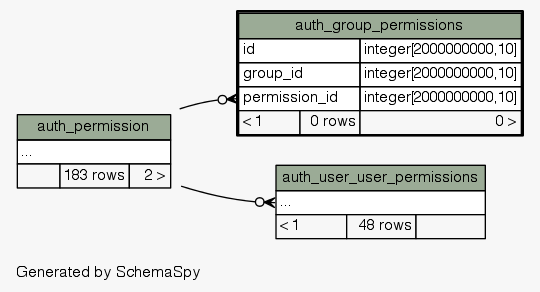 auth_group_permissions
id integer[2000000000,10]
group_id integer[2000000000,10]
permission_id integer[2000000000,10]
< 1 0 rows 0 >
auth_permission
...
183 rows 2 >
auth_user_user_permissions
...
< 1 48 rows
Generated by SchemaSpy